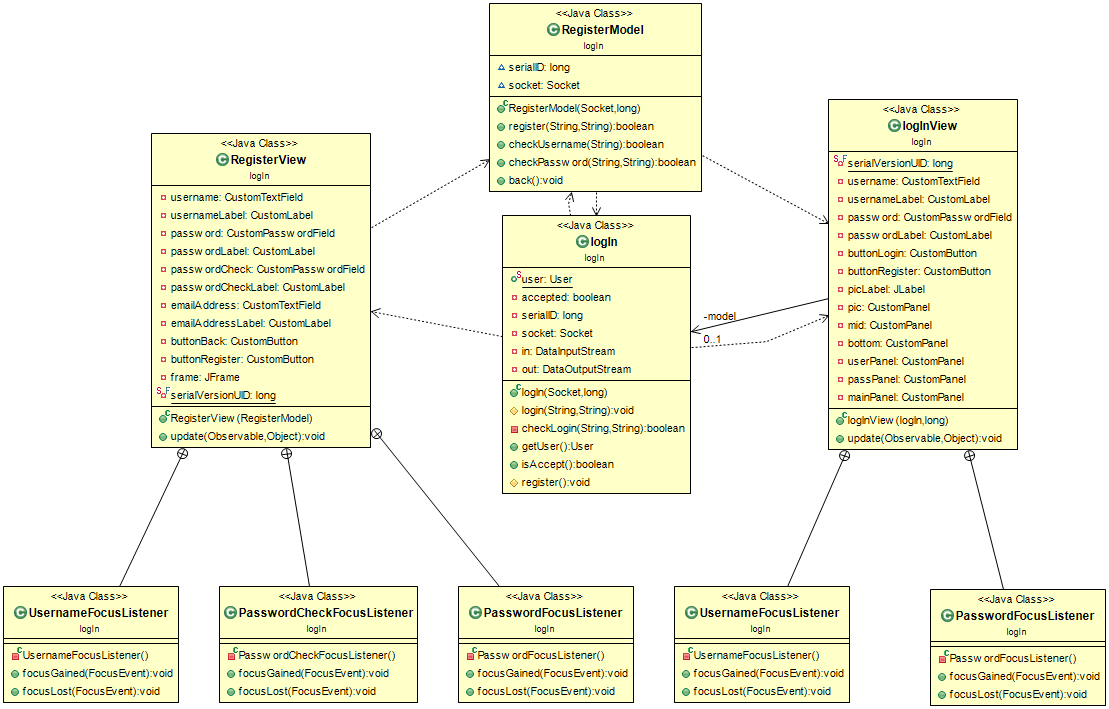 <<Java Class>>
RegisterModel
logIn
serialID: long
socket: Socket
RegisterModel(Socket,long)
register(String,String):boolean
checkUsername(String):boolean
checkPassword(String,String):boolean
back():void
<<Java Class>>
RegisterView
logIn
username: CustomTextField
usernameLabel: CustomLabel
password: CustomPasswordField
passwordLabel: CustomLabel
passwordCheck: CustomPasswordField
passwordCheckLabel: CustomLabel
emailAddress: CustomTextField
emailAddressLabel: CustomLabel
buttonBack: CustomButton
buttonRegister: CustomButton
frame: JFrame
serialVersionUID: long
RegisterView(RegisterModel)
update(Observable,Object):void
<<Java Class>>
logIn
logIn
user: User
accepted: boolean
serialID: long
socket: Socket
in: DataInputStream
out: DataOutputStream
logIn(Socket,long)
login(String,String):void
checkLogin(String,String):boolean
getUser():User
isAccept():boolean
register():void
-model
0..1
<<Java Class>>
logInView
logIn
serialVersionUID: long
username: CustomTextField
usernameLabel: CustomLabel
password: CustomPasswordField
passwordLabel: CustomLabel
buttonLogin: CustomButton
buttonRegister: CustomButton
picLabel: JLabel
pic: CustomPanel
mid: CustomPanel
bottom: CustomPanel
userPanel: CustomPanel
passPanel: CustomPanel
mainPanel: CustomPanel
logInView(logIn,long)
update(Observable,Object):void
<<Java Class>>
UsernameFocusListener
logIn
UsernameFocusListener()
focusGained(FocusEvent):void
focusLost(FocusEvent):void
<<Java Class>>
PasswordCheckFocusListener
logIn
PasswordCheckFocusListener()
focusGained(FocusEvent):void
focusLost(FocusEvent):void
<<Java Class>>
PasswordFocusListener
logIn
PasswordFocusListener()
focusGained(FocusEvent):void
focusLost(FocusEvent):void
<<Java Class>>
UsernameFocusListener
logIn
UsernameFocusListener()
focusGained(FocusEvent):void
focusLost(FocusEvent):void
<<Java Class>>
PasswordFocusListener
logIn
PasswordFocusListener()
focusGained(FocusEvent):void
focusLost(FocusEvent):void